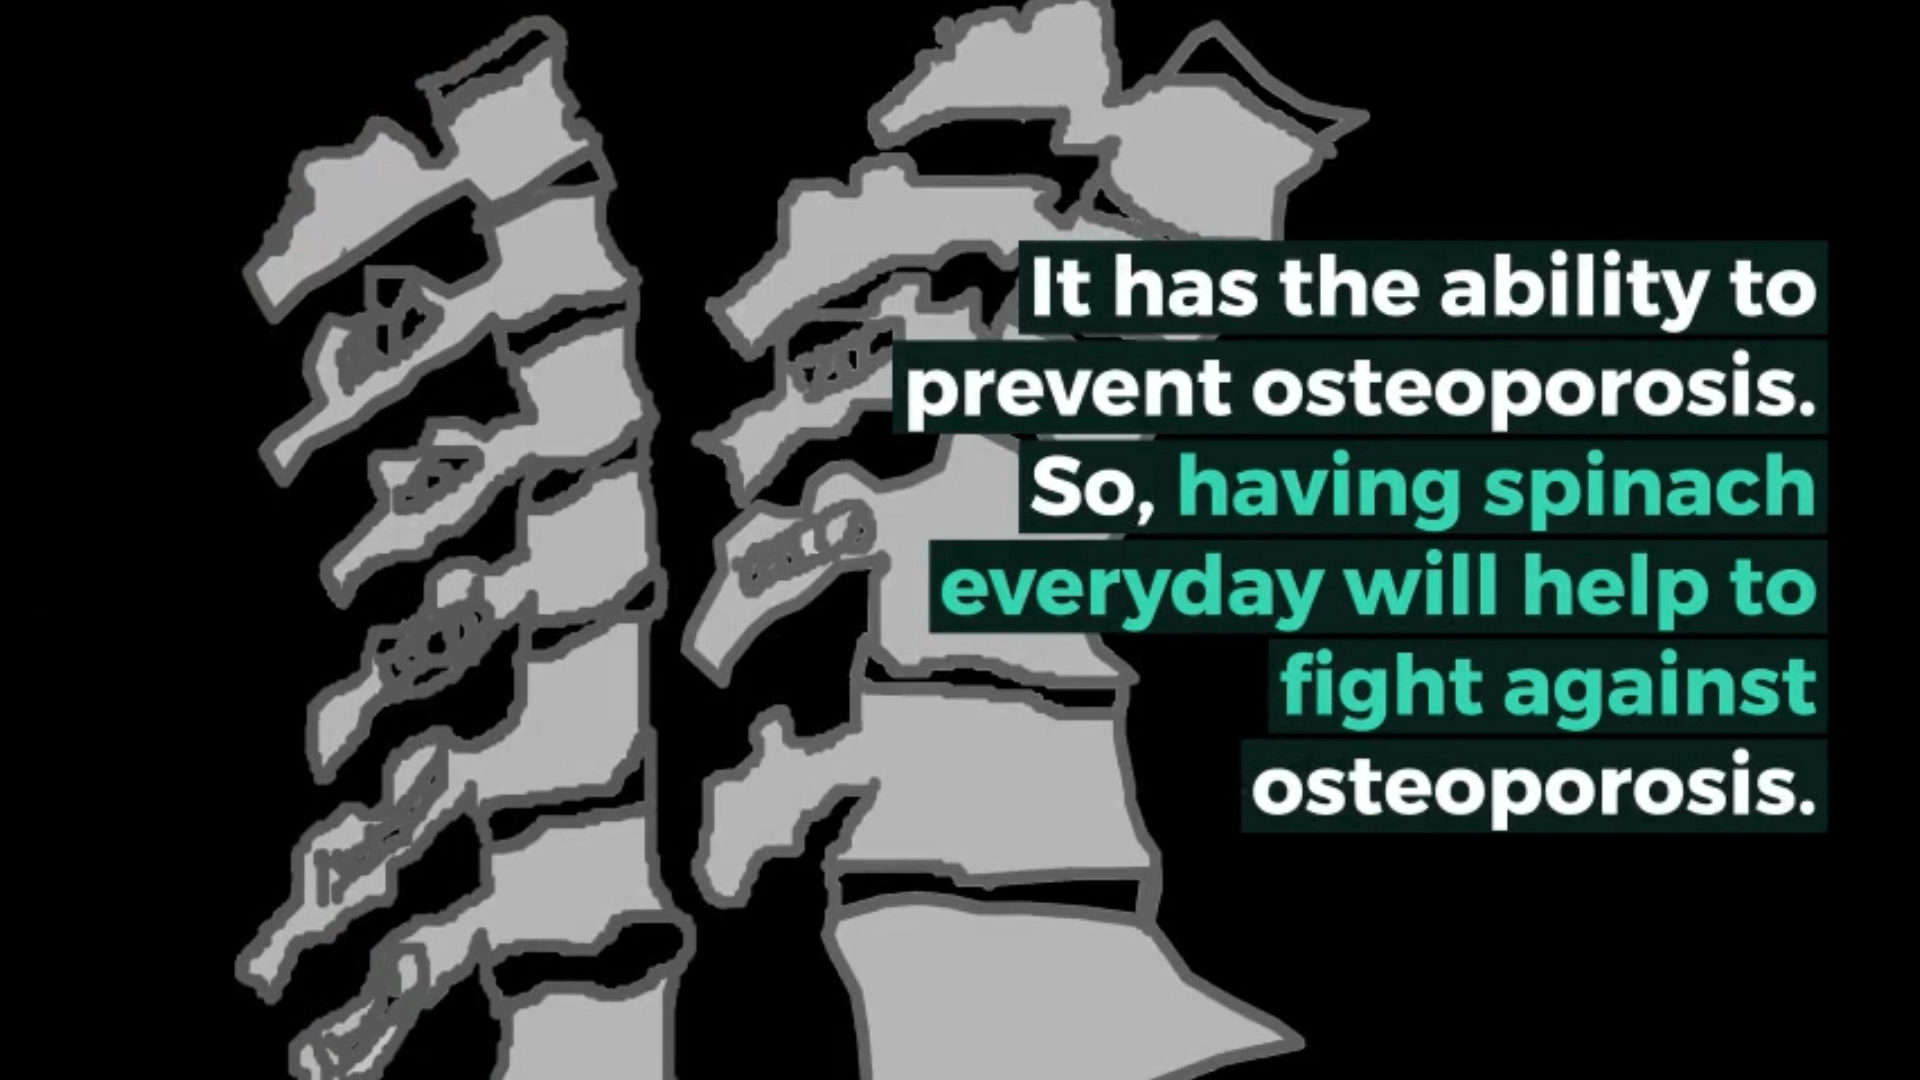 It has the ability to
prevent osteoporosis.
So, having spinach
everyday will help to
fight against
osteoporosis.